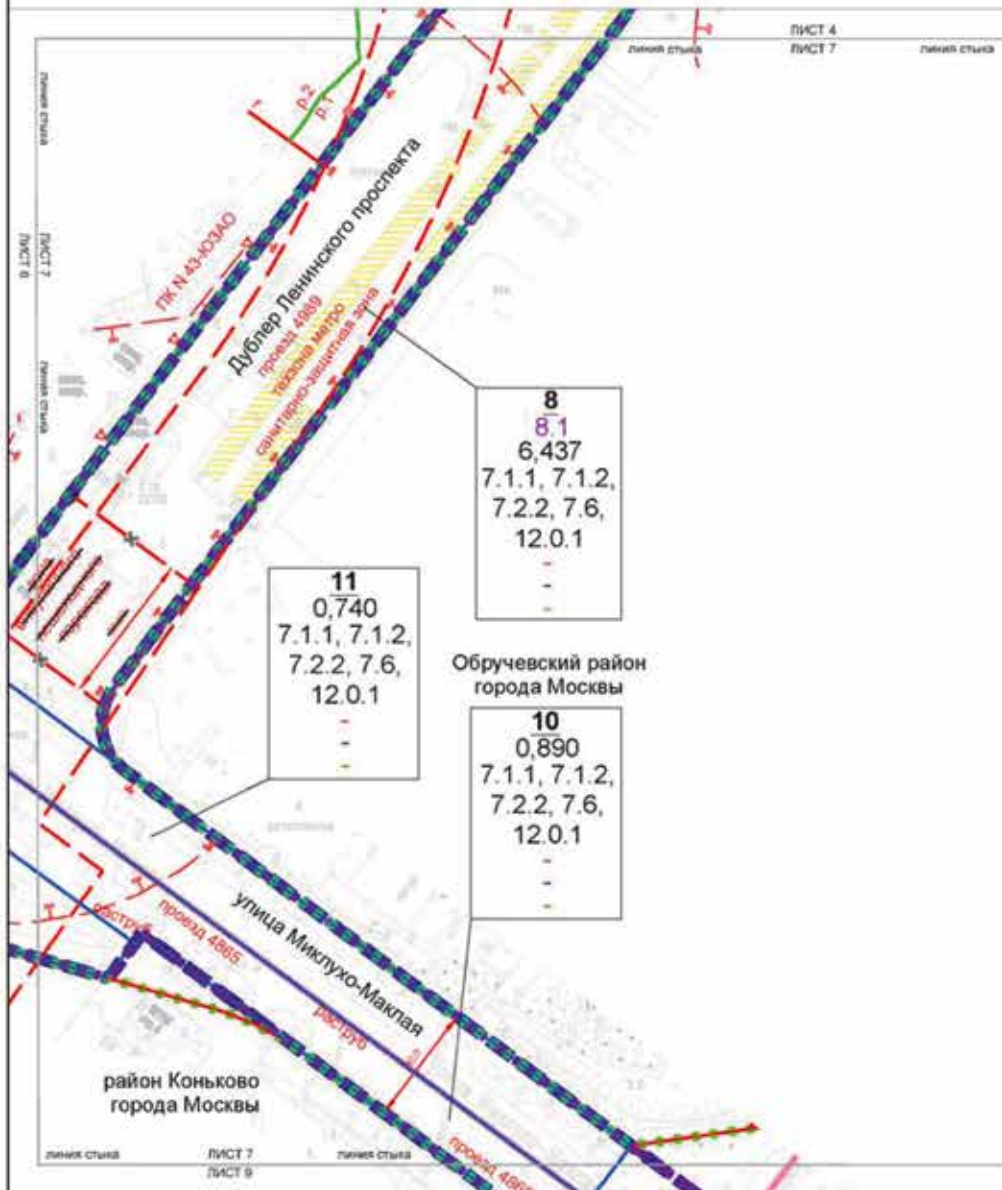 ЛИСТ 4
линия стыка ЛИСТ 7 линия стыка
линия стыка
ЛИСТ 7
ЛИСТ 6
линия стыка
р.2
р.1
ПК N 43-ЮЗАО
Дублер Ленинского проспекта
проезд 4989
техзона метро
санитарно-защитная зона
8
8.1
6,437
7.1.1, 7.1.2,
7.2.2, 7.6,
12.0.1
-
-
-
11
0,740
7.1.1, 7.1.2,
7.2.2, 7.6,
12.0.1
-
-
-
Обручевский район
города Москвы
10
0,890
7.1.1, 7.1.2,
7.2.2, 7.6,
12.0.1
-
-
-
раструб
проезд 4865
улица Миклухо-Маклая
раструб
район Коньково
города Москвы
проезд 4865
линия стыка ЛИСТ 7 линия стыка
ЛИСТ 9